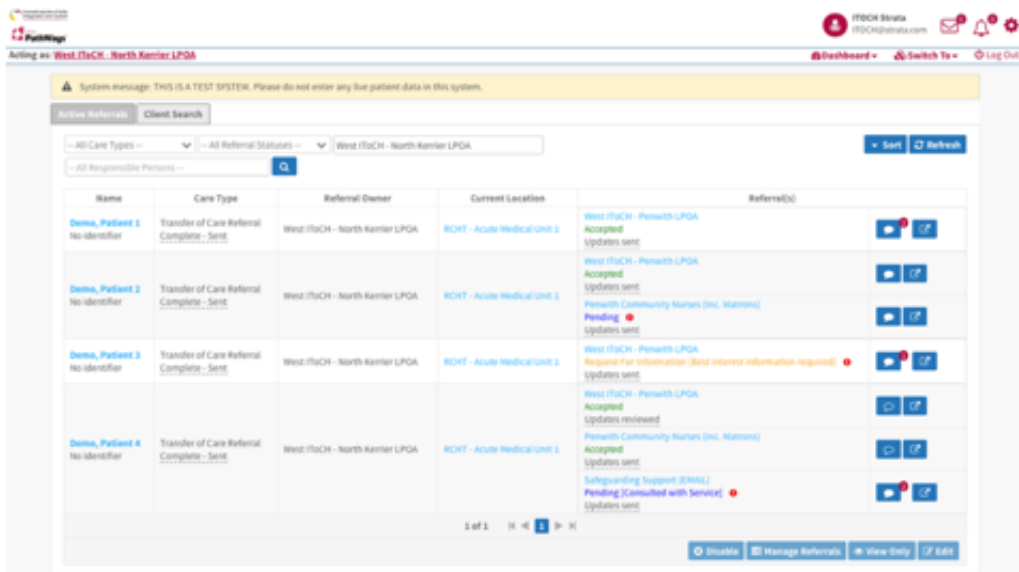 PathWays
ITOCH Strata
ITOCH@strata.com
Acting as: West IToCH - North Kerrier LPOA
Dashboard
Switch To
Log Out
System message: THIS IS A TEST SYSTEM. Please do not enter any live patient data in this system.
Active Referrals
Client Search
-- All Care Types --
-- All Referral Statuses --
West IToCH - North Kerrier LPOA
Sort
Refresh
-- All Responsible Persons --
Name Care Type Referral Owner Current Location Referral(s)
Demo, Patient 1
No identifier
Transfer of Care Referral
Complete - Sent
West IToCH - North Kerrier LPOA
RCHT - Acute Medical Unit 1
West IToCH - Penwith LPOA
Accepted
Updates sent
Demo, Patient 2
No identifier
Transfer of Care Referral
Complete - Sent
West IToCH - North Kerrier LPOA
RCHT - Acute Medical Unit 1
West IToCH - Penwith LPOA
Accepted
Updates sent
Penwith Community Nurses (Inc. Matrons)
Pending
Updates sent
Demo, Patient 3
No identifier
Transfer of Care Referral
Complete - Sent
West IToCH - North Kerrier LPOA
RCHT - Acute Medical Unit 1
West IToCH - Penwith LPOA
Request For Information [Best interest information required]
Updates sent
Demo, Patient 4
No identifier
Transfer of Care Referral
Complete - Sent
West IToCH - North Kerrier LPOA
RCHT - Acute Medical Unit 1
West IToCH - Penwith LPOA
Accepted
Updates reviewed
Penwith Community Nurses (Inc. Matrons)
Accepted
Updates sent
Safeguarding Support (EMAIL)
Pending [Consulted with Service]
Updates sent
1 of 1
1
Disable
Manage Referrals
View Only
Edit